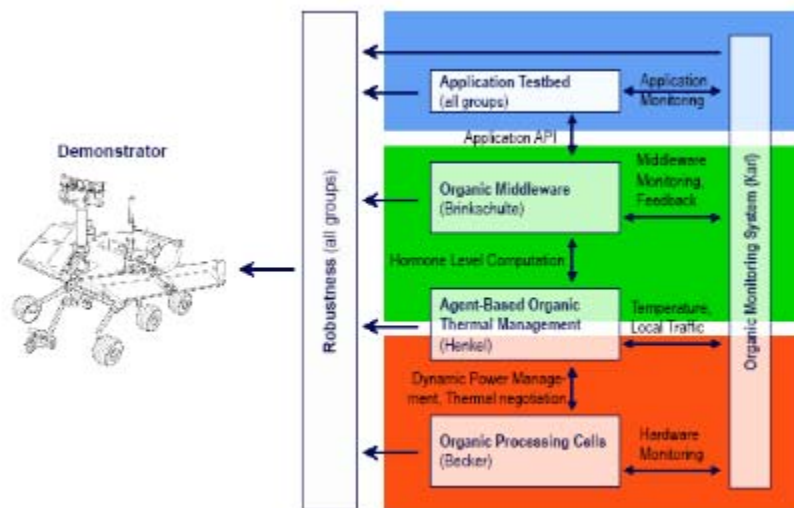 Demonstrator
Robustness (all groups)
Application Testbed
(all groups)
Application
Monitoring
Application API
Organic Middleware
(Brinkschulte)
Middleware
Monitoring,
Feedback
Hormone Level Computation
Agent-Based Organic
Thermal Management
(Henkel)
Temperature,
Local Traffic
Dynamic Power Manage-
ment, Thermal negotiation
Organic Processing Cells
(Becker)
Hardware
Monitoring
Organic Monitoring System (Karl)